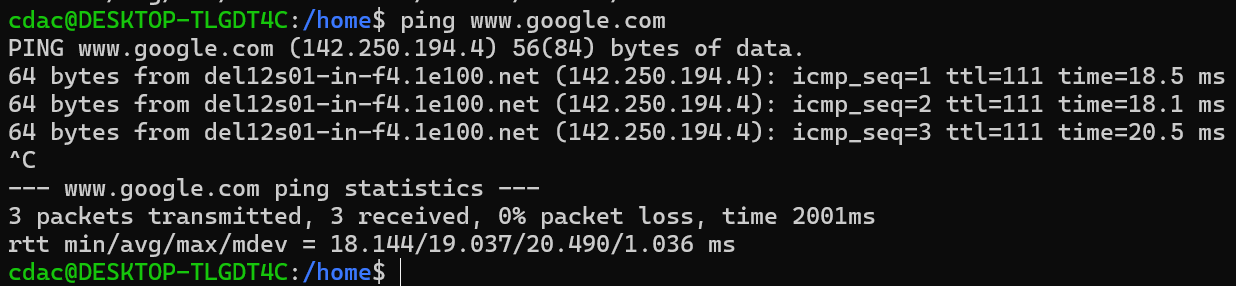 cdac@DESKTOP-TLGDT4C:/home$ ping www.google.com
PING www.google.com (142.250.194.4) 56(84) bytes of data.
64 bytes from del12s01-in-f4.1e100.net (142.250.194.4): icmp_seq=1 ttl=111 time=18.5 ms
64 bytes from del12s01-in-f4.1e100.net (142.250.194.4): icmp_seq=2 ttl=111 time=18.1 ms
64 bytes from del12s01-in-f4.1e100.net (142.250.194.4): icmp_seq=3 ttl=111 time=20.5 ms
^C
--- www.google.com ping statistics ---
3 packets transmitted, 3 received, 0% packet loss, time 2001ms
rtt min/avg/max/mdev = 18.144/19.037/20.490/1.036 ms
cdac@DESKTOP-TLGDT4C:/home$